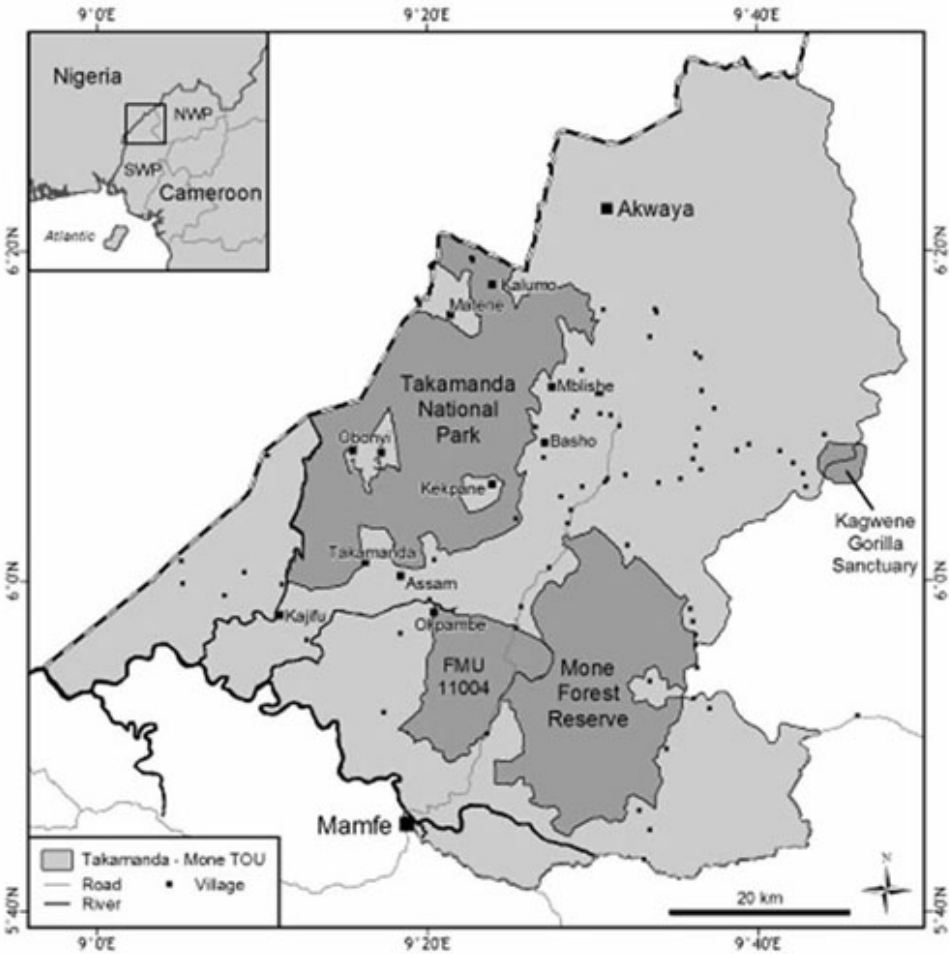 9°0'E 9°20'E 9°40'E
Nigeria
NWP
SWP
Cameroon
Atlantic
6°20'N
6°20'N
Akwaya
Kalumo
Matene
Takamanda
National
Park
Mblishe
Obonyi
Basho
Kekpane
Kagwene
Gorilla
Sanctuary
Takamanda
Assam
6°0'N
6°0'N
Kajifu
Okpambe
FMU
11004
Mone
Forest
Reserve
Mamfe
Takamanda - Mone TOU
Road
Village
River
N
20 km
5°40'N
5°40'N
9°0'E 9°20'E 9°40'E